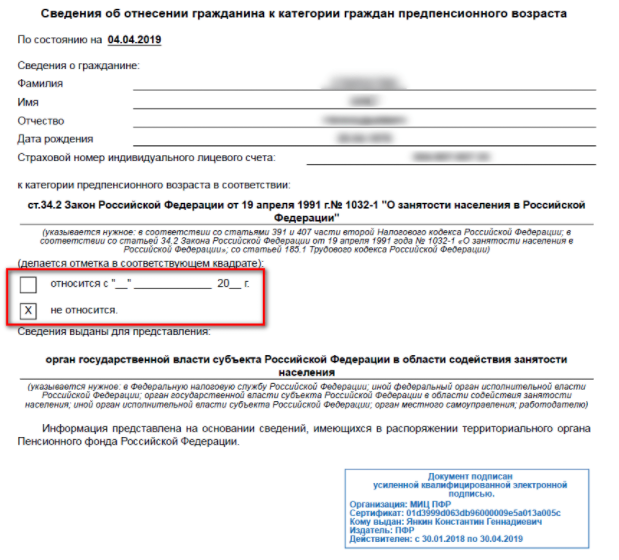 Сведения об отнесении гражданина к категории граждан предпенсионного возраста
По состоянию на 04.04.2019
Сведения о гражданине:
Фамилия
Имя
Отчество
Дата рождения
Страховой номер индивидуального лицевого счета:
к категории предпенсионного возраста в соответствии:
ст.34.2 Закон Российской Федерации от 19 апреля 1991 г.№ 1032-1 "О занятости населения в Российской
Федерации"
(указывается нужное: в соответствии со статьями 391 и 407 части второй Налогового кодекса Российской Федерации; в
соответствии со статьей 34.2 Закона Российской Федерации от 19 апреля 1991 года № 1032-1 «О занятости населения в
Российской Федерации»; со статьей 185.1 Трудового кодекса Российской Федерации)
(делается отметка в соответствующем квадрате):
относится с "__" ______________ 20__ г.
X не относится.
Сведения выданы для представления:
орган государственной власти субъекта Российской Федерации в области содействия занятости
населения
(указывается нужное: в Федеральную налоговую службу Российской Федерации; иной федеральный орган исполнительной власти
Российской Федерации; орган государственной власти субъекта Российской Федерации в области содействия занятости
населения; иной орган исполнительной власти субъекта Российской Федерации; орган местного самоуправления; работодателю)
Информация представлена на основании сведений, имеющихся в распоряжении территориального органа
Пенсионного фонда Российской Федерации.
Документ подписан
усиленной квалифицированной электронной
подписью.
Организация: МИЦ ПФР
Сертификат: 01d3999d063db96000009e5a013a005c
Кому выдан: Янкин Константин Геннадиевич
Издатель: ПФР
Действителен: с 30.01.2018 по 30.04.2019